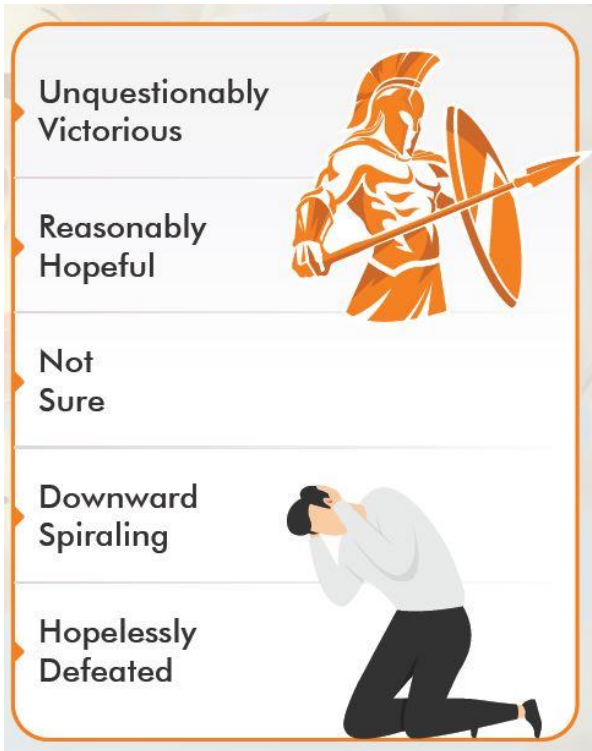 Unquestionably
Victorious
Reasonably
Hopeful
Not
Sure
Downward
Spiraling
Hopelessly
Defeated